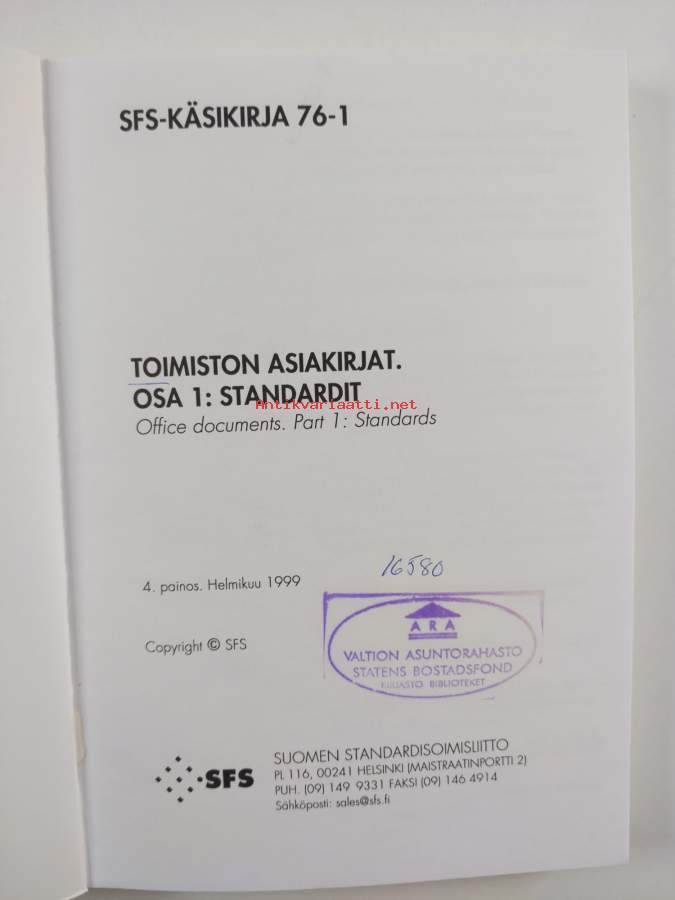 SFS-KÄSIKIRJA 76-1
TOIMISTON ASIAKIRJAT.
OSA 1: STANDARDIT
Antikvariaatti.net
Office documents. Part 1: Standards
16580
4. painos. Helmikuu 1999
ARA
VALTION ASUNTORAHASTO
STATENS BOSTADSFOND
KIRJASTO BIBLIOTEKET
Copyright © SFS
SFS
SUOMEN STANDARDISOIMISLIITTO
PL 116, 00241 HELSINKI (MAISTRAATINPORTTI 2)
PUH. (09) 149 9331 FAKSI (09) 146 4914
Sähköposti: sales@sfs.fi